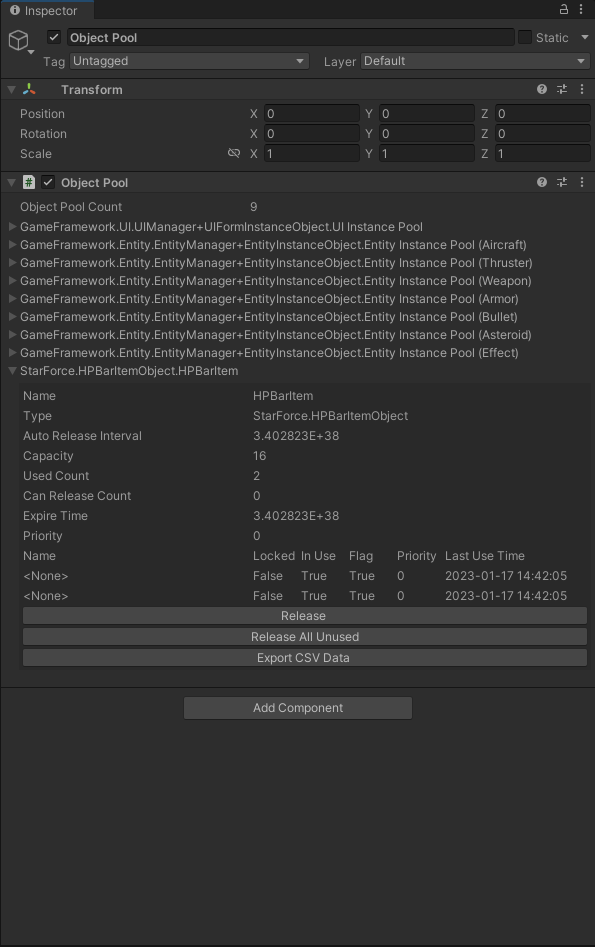 Inspector
Object Pool Static
Tag Untagged Layer Default
Transform
Position X 0 Y 0 Z 0
Rotation X 0 Y 0 Z 0
Scale X 1 Y 1 Z 1
# Object Pool
Object Pool Count 9
GameFramework.UI.UIManager+UIFormInstanceObject.UI Instance Pool
GameFramework.Entity.EntityManager+EntityInstanceObject.Entity Instance Pool (Aircraft)
GameFramework.Entity.EntityManager+EntityInstanceObject.Entity Instance Pool (Thruster)
GameFramework.Entity.EntityManager+EntityInstanceObject.Entity Instance Pool (Weapon)
GameFramework.Entity.EntityManager+EntityInstanceObject.Entity Instance Pool (Armor)
GameFramework.Entity.EntityManager+EntityInstanceObject.Entity Instance Pool (Bullet)
GameFramework.Entity.EntityManager+EntityInstanceObject.Entity Instance Pool (Asteroid)
GameFramework.Entity.EntityManager+EntityInstanceObject.Entity Instance Pool (Effect)
StarForce.HPBarItemObject.HPBarItem
Name HPBarItem
Type StarForce.HPBarItemObject
Auto Release Interval 3.402823E+38
Capacity 16
Used Count 2
Can Release Count 0
Expire Time 3.402823E+38
Priority 0
Name Locked In Use Flag Priority Last Use Time
<None> False True True 0 2023-01-17 14:42:05
<None> False True True 0 2023-01-17 14:42:05
Release
Release All Unused
Export CSV Data
Add Component